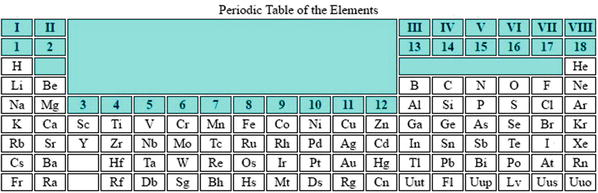 Periodic Table of the Elements
I II III IV V VI VII VIII
1 2 13 14 15 16 17 18
H He
Li Be B C N O F Ne
Na Mg 3 4 5 6 7 8 9 10 11 12 Al Si P S Cl Ar
K Ca Sc Ti V Cr Mn Fe Co Ni Cu Zn Ga Ge As Se Br Kr
Rb Sr Y Zr Nb Mo Tc Ru Rh Pd Ag Cd In Sn Sb Te I Xe
Cs Ba Hf Ta W Re Os Ir Pt Au Hg Tl Pb Bi Po At Rn
Fr Ra Rf Db Sg Bh Hs Mt Ds Rg Cn Uut Fl Uup Lv Uus Uuo